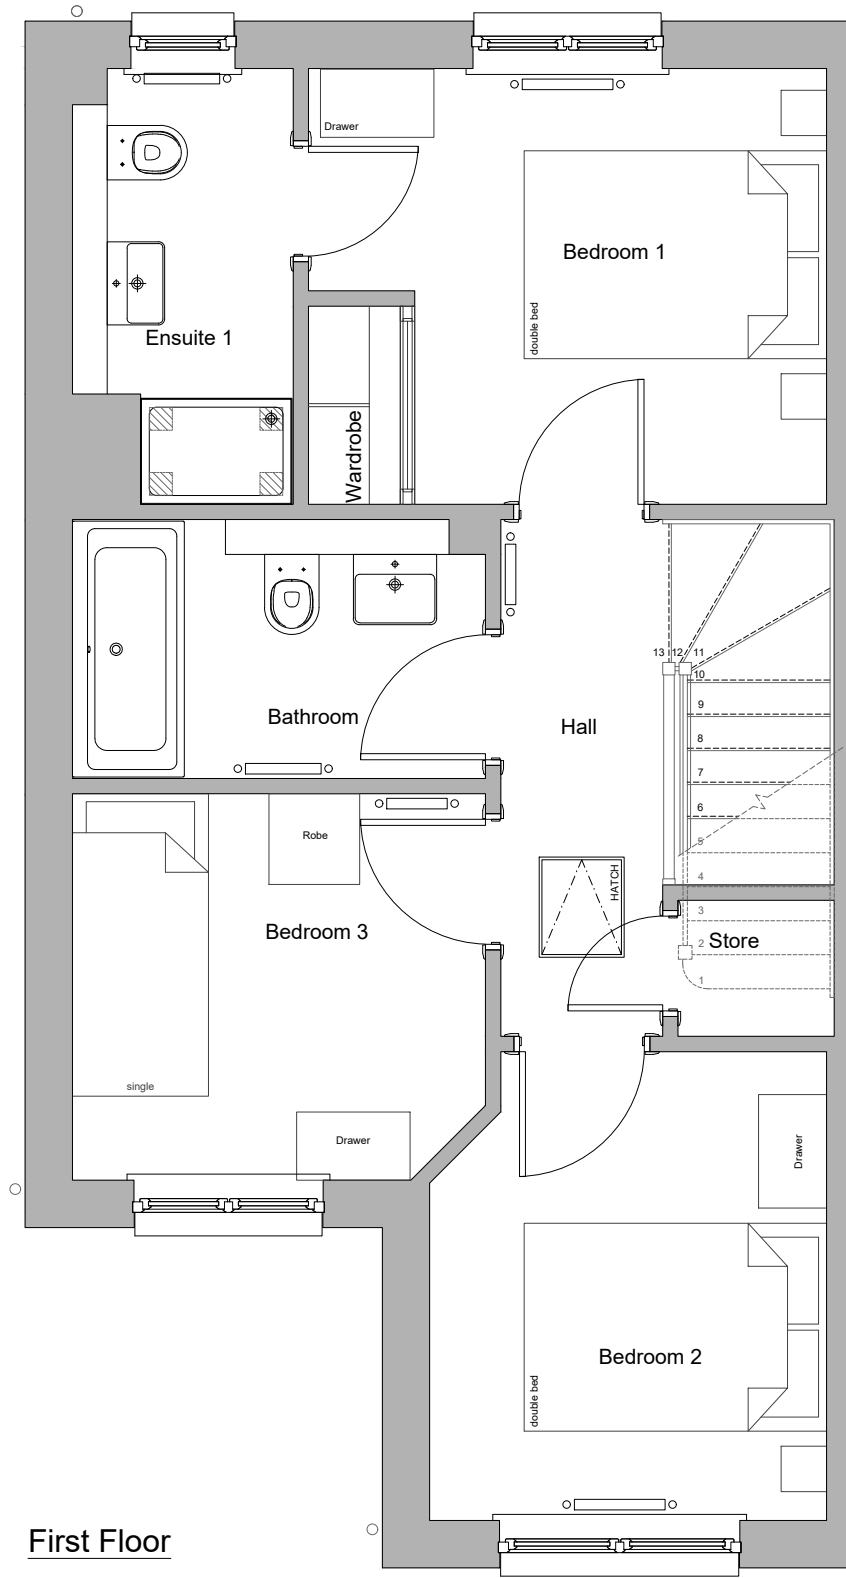 Drawer
Bedroom 1
double bed
Ensuite 1
Wardrobe
13 12 11
10
9
8
7
6
5
4
3
2
1
Bathroom
Hall
Robe
HATCH
Bedroom 3
Store
single
Drawer
Drawer
Bedroom 2
double bed
First Floor